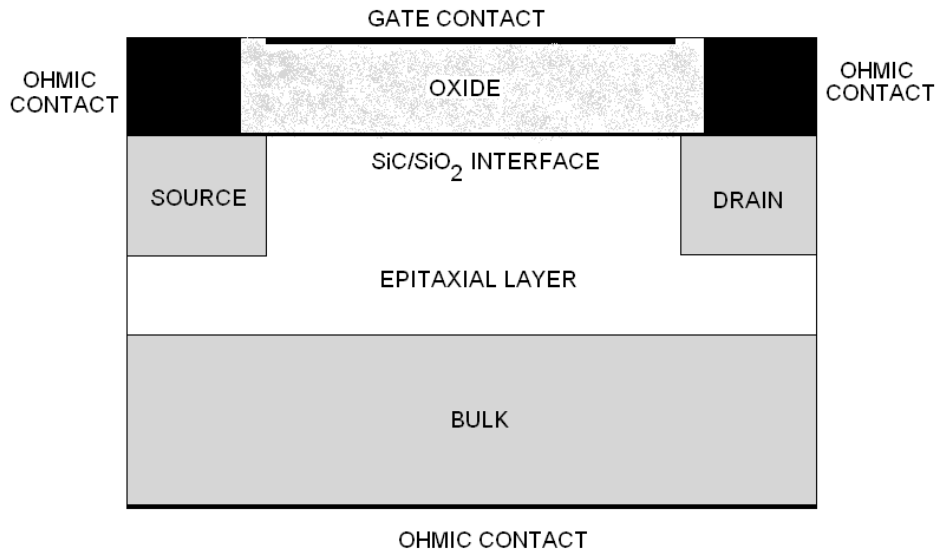 GATE CONTACT
OHMIC
CONTACT
OXIDE
OHMIC
CONTACT
SiC/SiO2 INTERFACE
SOURCE
DRAIN
EPITAXIAL LAYER
BULK
OHMIC CONTACT